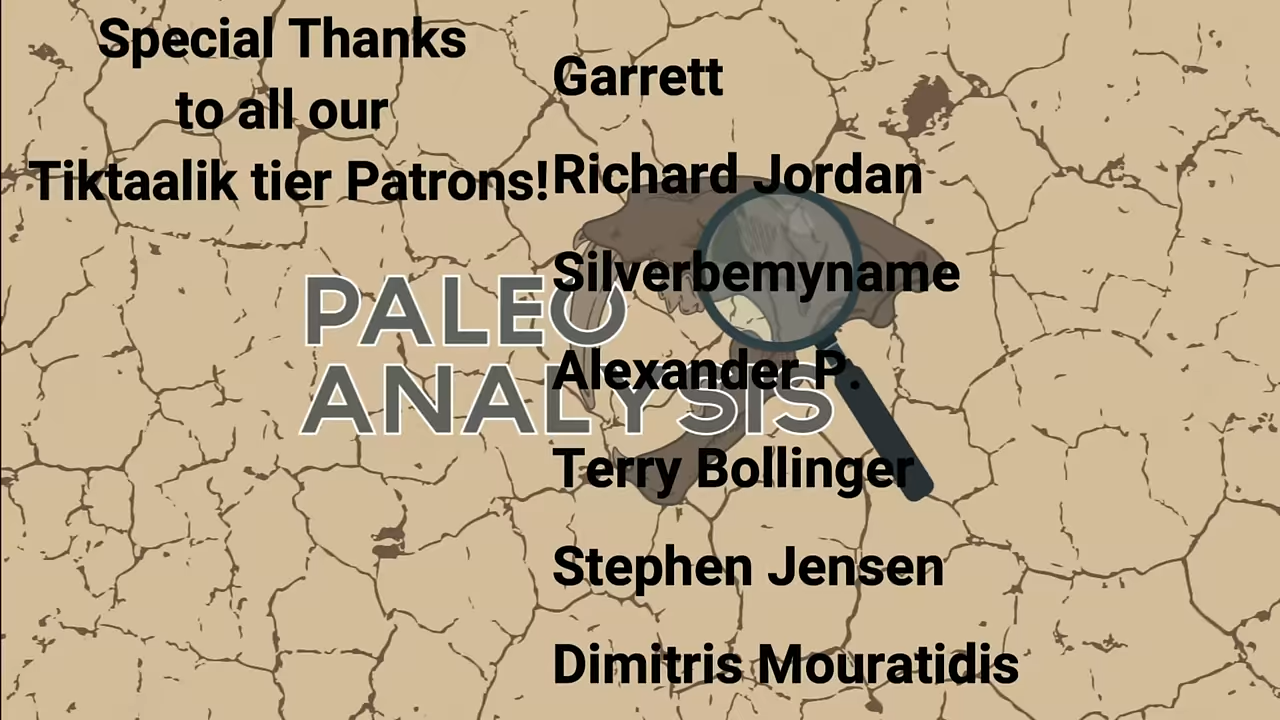 Special Thanks
to all our
Tiktaalik tier Patrons!
Garrett
Richard Jordan
Silverbemyname
Alexander P.
Terry Bollinger
Stephen Jensen
Dimitris Mouratidis
PALEO
ANALYSIS